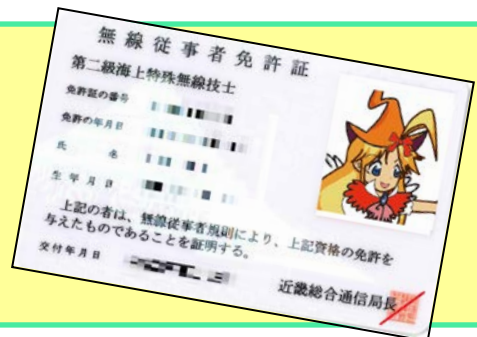 無線従事者免許証
第二級海上特殊無線技士
免許証の番号
免許の年月日
氏 名
生年月日
上記の者は、無線従事者規則により、上記資格の免許を
与えたものであることを証明する。
交付年月日
近畿総合通信局長